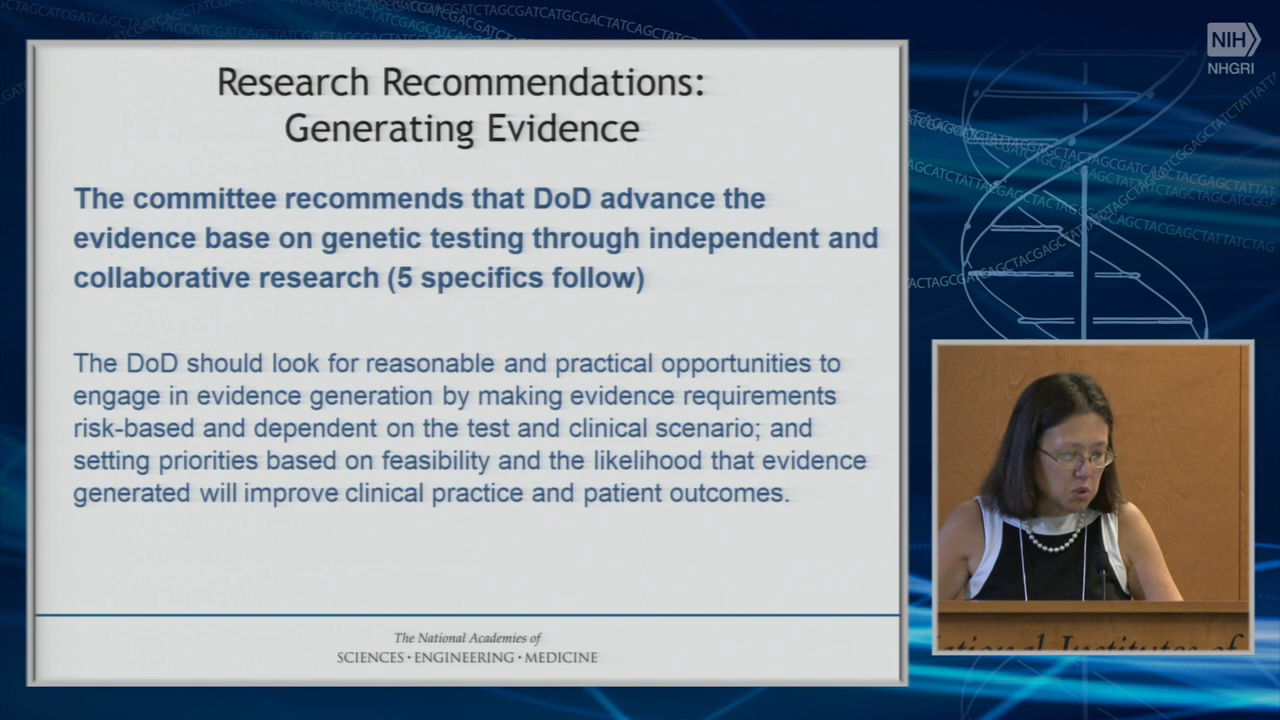 NIH
NHGRI
Research Recommendations:
Generating Evidence
The committee recommends that DoD advance the
evidence base on genetic testing through independent and
collaborative research (5 specifics follow)
The DoD should look for reasonable and practical opportunities to
engage in evidence generation by making evidence requirements
risk-based and dependent on the test and clinical scenario; and
setting priorities based on feasibility and the likelihood that evidence
generated will improve clinical practice and patient outcomes.
The National Academies of
SCIENCES · ENGINEERING · MEDICINE
Institutes of